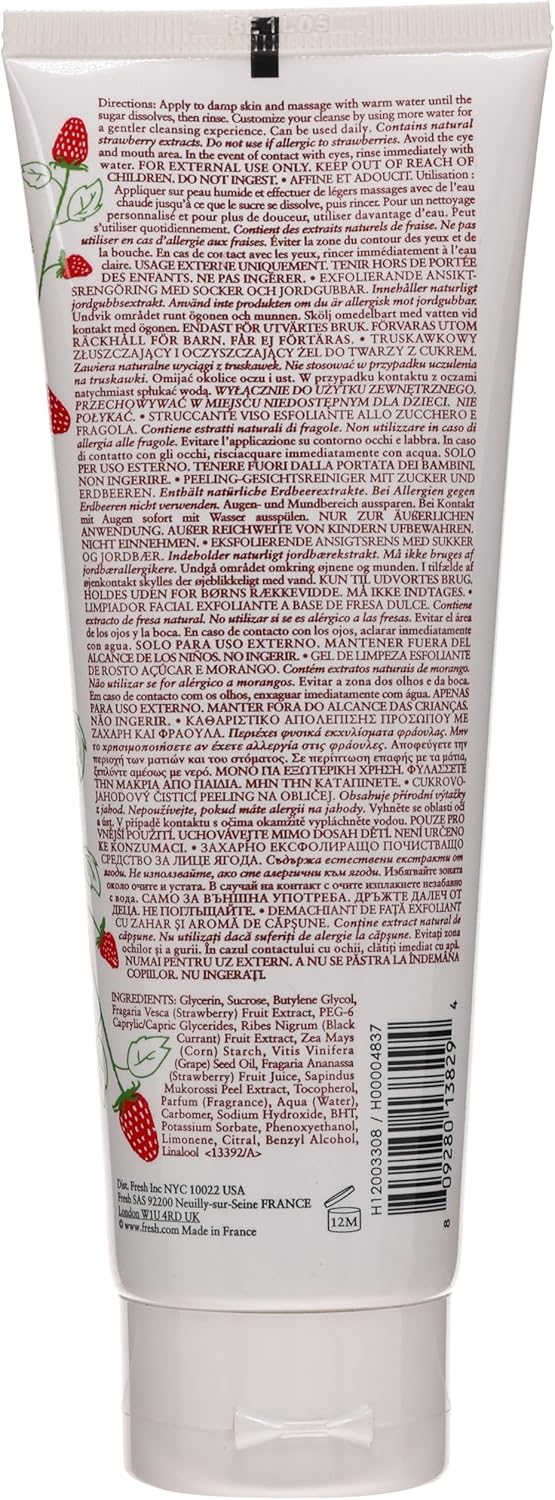 Directions: Apply to damp skin and massage with warm water until the
sugar dissolves, then rinse. Customize your cleanse by using more water for
a gentler cleansing experience. Can be used daily. Contains natural
strawberry extracts. Do not use if allergic to strawberries. Avoid the eye
and mouth area. In the event of contact with eyes, rinse immediately with
water. FOR EXTERNAL USE ONLY. KEEP OUT OF REACH OF
CHILDREN. DO NOT INGEST. • AFFINE ET ADOUCIT. Utilisation :
Appliquer sur peau humide et effectuer de légers massages avec de l'eau
chaude jusqu'à ce que le sucre se dissolve, puis rincer. Pour un nettoyage
personnalisé et pour plus de douceur, utiliser davantage d'eau. Peut
s'utiliser quotidiennement. Contient des extraits naturels de fraise. Ne pas
utiliser en cas d'allergie aux fraises. Éviter la zone du contour des yeux et de
la bouche. En cas de contact avec les yeux, rincer immédiatement à l'eau
claire. USAGE EXTERNE UNIQUEMENT. TENIR HORS DE PORTÉE
DES ENFANTS. NE PAS INGÉRER. • EXFOLIERANDE ANSIKT-
SRENGÖRING MED SOCKER OCH JORDGUBBAR. Innehåller naturligt
jordgubbsextrakt. Använd inte produkten om du är allergisk mot jordgubbar.
Undvik området runt ögonen och munnen. Skölj omedelbart med vatten vid
kontakt med ögonen. ENDAST FÖR UTVÄRTES BRUK. FÖRVARAS UTOM
RÄCKHÅLL FÖR BARN. FÅR EJ FÖRTÄRAS. • TRUSKAWKOWY
ZŁUSZCZAJĄCY I OCZYSZCZAJĄCY ŻEL DO TWARZY Z CUKREM.
Zawiera naturalne wyciągi z truskawek. Nie stosować w przypadku uczulenia
na truskawki. Omijać okolice oczu i ust. W przypadku kontaktu z oczami
natychmiast spłukać wodą. WYŁĄCZNIE DO UŻYTKU ZEWNĘTRZNEGO.
PRZECHOWYWAĆ W MIEJSCU NIEDOSTĘPNYM DLA DZIECI. NIE
POŁYKAĆ. • STRUCCANTE VISO ESFOLIANTE ALLO ZUCCHERO E
FRAGOLA. Contiene estratti naturali di fragole. Non utilizzare in caso di
allergia alle fragole. Evitare l'applicazione su contorno occhi e labbra. In caso
di contatto con gli occhi, risciacquare immediatamente con acqua. SOLO
PER USO ESTERNO. TENERE FUORI DALLA PORTATA DEI BAMBINI.
NON INGERIRE. • PEELING-GESICHTSREINIGER MIT ZUCKER UND
ERDBEEREN. Enthält natürliche Erdbeerextrakte. Bei Allergien gegen
Erdbeeren nicht verwenden. Augen- und Mundbereich aussparen. Bei Kontakt
mit Augen sofort mit Wasser ausspülen. NUR ZUR ÄUßERLICHEN
ANWENDUNG. AUßER REICHWEITE VON KINDERN AUFBEWAHREN.
NICHT EINNEHMEN. • EKSFOLIERENDE ANSIGTSRENS MED SUKKER
OG JORDBÆR. Indeholder naturligt jordbærekstrakt. Må ikke bruges af
jordbærallergikere. Undgå området omkring øjnene og munden. I tilfælde af
øjenkontakt skylles der øjeblikkeligt med vand. KUN TIL UDVORTES BRUG.
HOLDES UDEN FOR BØRNS RÆKKEVIDDE. MÅ IKKE INDTAGES. •
LIMPIADOR FACIAL EXFOLIANTE A BASE DE FRESA DULCE. Contiene
extracto de fresa natural. No utilizar si se es alérgico a las fresas. Evitar el área
de los ojos y la boca. En caso de contacto con los ojos, aclarar inmediatamente
con agua. SOLO PARA USO EXTERNO. MANTENER FUERA DEL
ALCANCE DE LOS NIÑOS. NO INGERIR. • GEL DE LIMPEZA ESFOLIANTE
DE ROSTO AÇÚCAR E MORANGO. Contém extratos naturais de morango.
Não utilizar se for alérgico a morangos. Evitar a zona dos olhos e da boca.
Em caso de contacto com os olhos, enxaguar imediatamente com água. APENAS
PARA USO EXTERNO. MANTER FORA DO ALCANCE DAS CRIANÇAS.
NÃO INGERIR. • ΚΑΘΑΡΙΣΤΙΚΟ ΑΠΟΛΕΠΙΣΗΣ ΠΡΟΣΩΠΟΥ ΜΕ
ΖΑΧΑΡΗ ΚΑΙ ΦΡΑΟΥΛΑ. Περιέχει φυσικά εκχυλίσματα φράουλας. Μην
το χρησιμοποιήσετε αν έχετε αλλεργία στις φράουλες. Αποφεύγετε την
περιοχή των ματιών και του στόματος. Σε περίπτωση επαφής με τα μάτια,
ξεπλύνετε αμέσως με νερό. ΜΟΝΟ ΓΙΑ ΕΞΩΤΕΡΙΚΗ ΧΡΗΣΗ. ΦΥΛΑΣΣΕΤΕ
ΤΗΝ ΜΑΚΡΙΑ ΑΠΟ ΠΑΙΔΙΑ. ΜΗΝ ΤΗΝ ΚΑΤΑΠΙΝΕΤΕ. • CUKROVO-
JAHODOVÝ ČISTICÍ PEELING NA OBLIČEJ. Obsahuje přírodní výtažky
z jahod. Nepoužívejte, pokud máte alergii na jahody. Vyhněte se oblasti očí
a úst. V případě kontaktu s očima okamžitě vypláchněte vodou. POUZE PRO
VNĚJŠÍ POUŽITÍ. UCHOVÁVEJTE MIMO DOSAH DĚTÍ. NENÍ URČENO
KE KONZUMACI. • ЗАХАРНО ЕКСФОЛИРАЩО ПОЧИСТВАЩО
СРЕДСТВО ЗА ЛИЦЕ ЯГОДА. Съдържа естествени екстракти от
ягоди. Не използвайте, ако сте алергични към ягоди. Избягвайте зоната
около очите и устата. В случай на контакт с очите изплакнете незабавно
с вода. САМО ЗА ВЪНШНА УПОТРЕБА. ДРЪЖТЕ ДАЛЕЧ ОТ
ДЕЦА. НЕ ПОГЛЪЩАЙТЕ. • DEMACHIANT DE FAȚĂ EXFOLIANT
CU ZAHAR ȘI AROMĂ DE CĂPȘUNE. Conține extract natural de
căpșune. Nu utilizați dacă suferiți de alergie la căpșune. Evitați zona
ochilor și a gurii. În cazul contactului cu ochii, clătiți imediat cu apă.
NUMAI PENTRU UZ EXTERN. A NU SE PĂSTRA LA ÎNDEMÂNA
COPIILOR. NU INGERAȚI.
INGREDIENTS: Glycerin, Sucrose, Butylene Glycol,
Fragaria Vesca (Strawberry) Fruit Extract, PEG-6
Caprylic/Capric Glycerides, Ribes Nigrum (Black
Currant) Fruit Extract, Zea Mays
(Corn) Starch, Vitis Vinifera
(Grape) Seed Oil, Fragaria Ananassa
(Strawberry) Fruit Juice, Sapindus
Mukorossi Peel Extract, Tocopherol,
Parfum (Fragrance), Aqua (Water),
Carbomer, Sodium Hydroxide, BHT,
Potassium Sorbate, Phenoxyethanol,
Limonene, Citral, Benzyl Alcohol,
Linalool <13392/A>
Dist. Fresh Inc NYC 10022 USA
Fresh SAS 92200 Neuilly-sur-Seine FRANCE
London W1U 4RD UK
© www.fresh.com Made in France
12M
H12003308 / H00004837
8 09280 13829 4